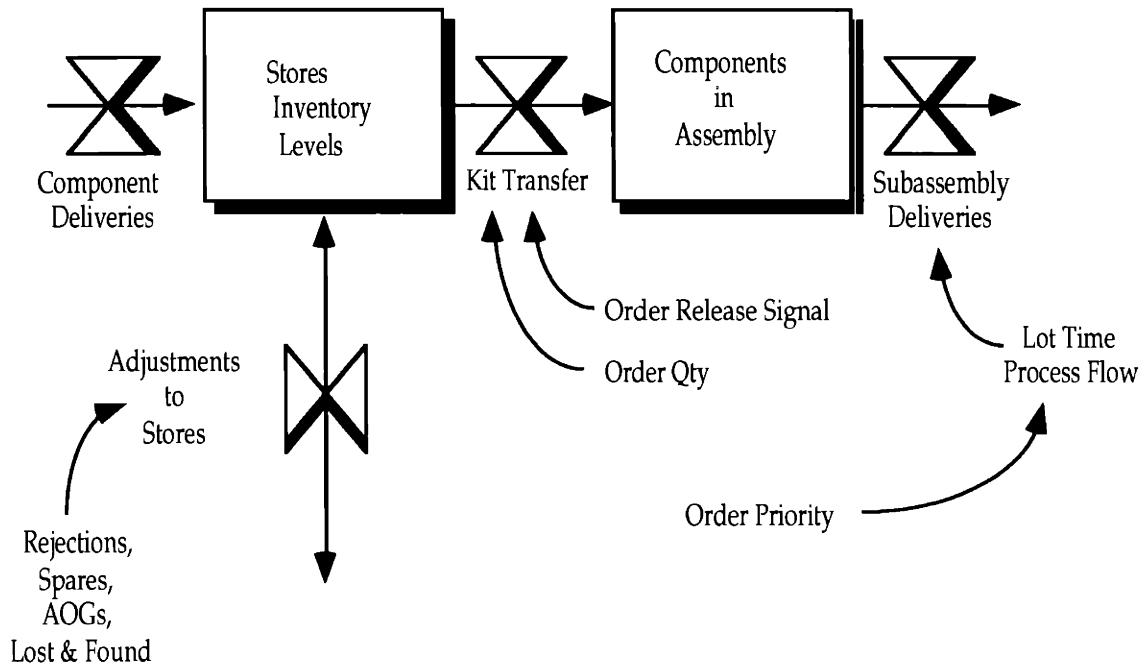 Stores
Inventory
Levels
Components
in
Assembly
Component
Deliveries
Kit Transfer
Subassembly
Deliveries
Order Release Signal
Order Qty
Lot Time
Process Flow
Adjustments
to
Stores
Order Priority
Rejections,
Spares,
AOGs,
Lost & Found